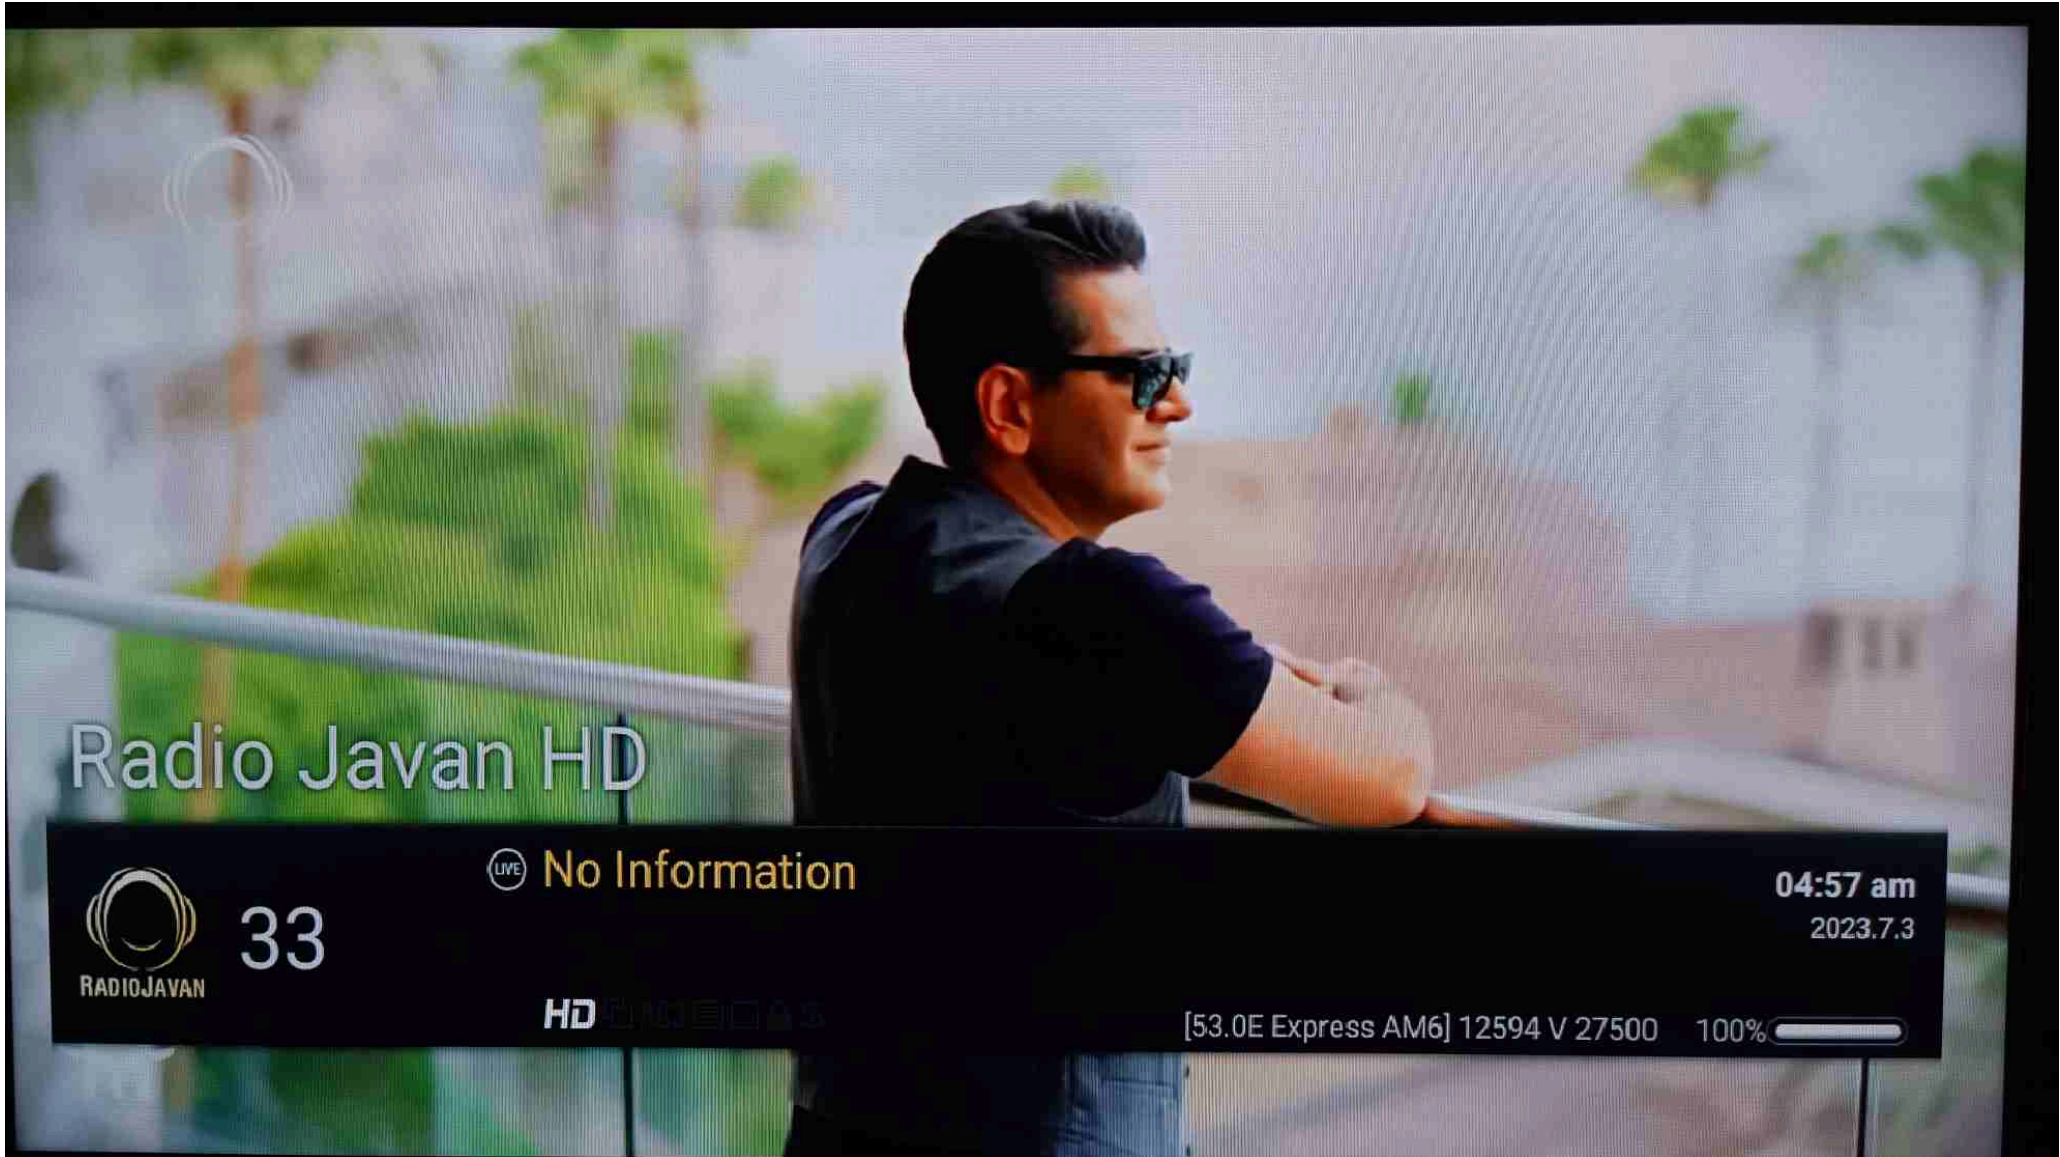 Radio Javan HD
LIVE No Information
04:57 am
2023.7.3
33
RADIOJAVAN
HD
[53.0E Express AM6] 12594 V 27500 100%